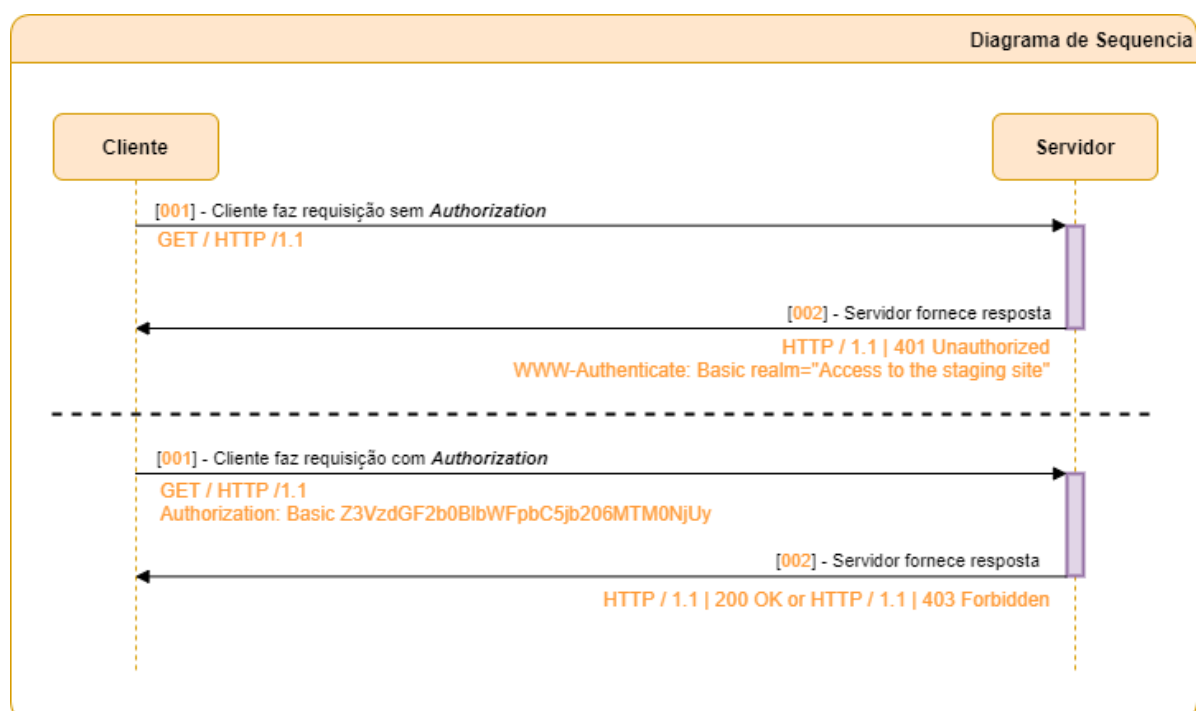 Diagrama de Sequencia
Cliente
Servidor
[001] - Cliente faz requisição sem Authorization
GET / HTTP /1.1
[002] - Servidor fornece resposta
HTTP / 1.1 | 401 Unauthorized
WWW-Authenticate: Basic realm="Access to the staging site"
[001] - Cliente faz requisição com Authorization
GET / HTTP /1.1
Authorization: Basic Z3VzdGF2b0BlbWFpbC5jb206MTM0NjUy
[002] - Servidor fornece resposta
HTTP / 1.1 | 200 OK or HTTP / 1.1 | 403 Forbidden